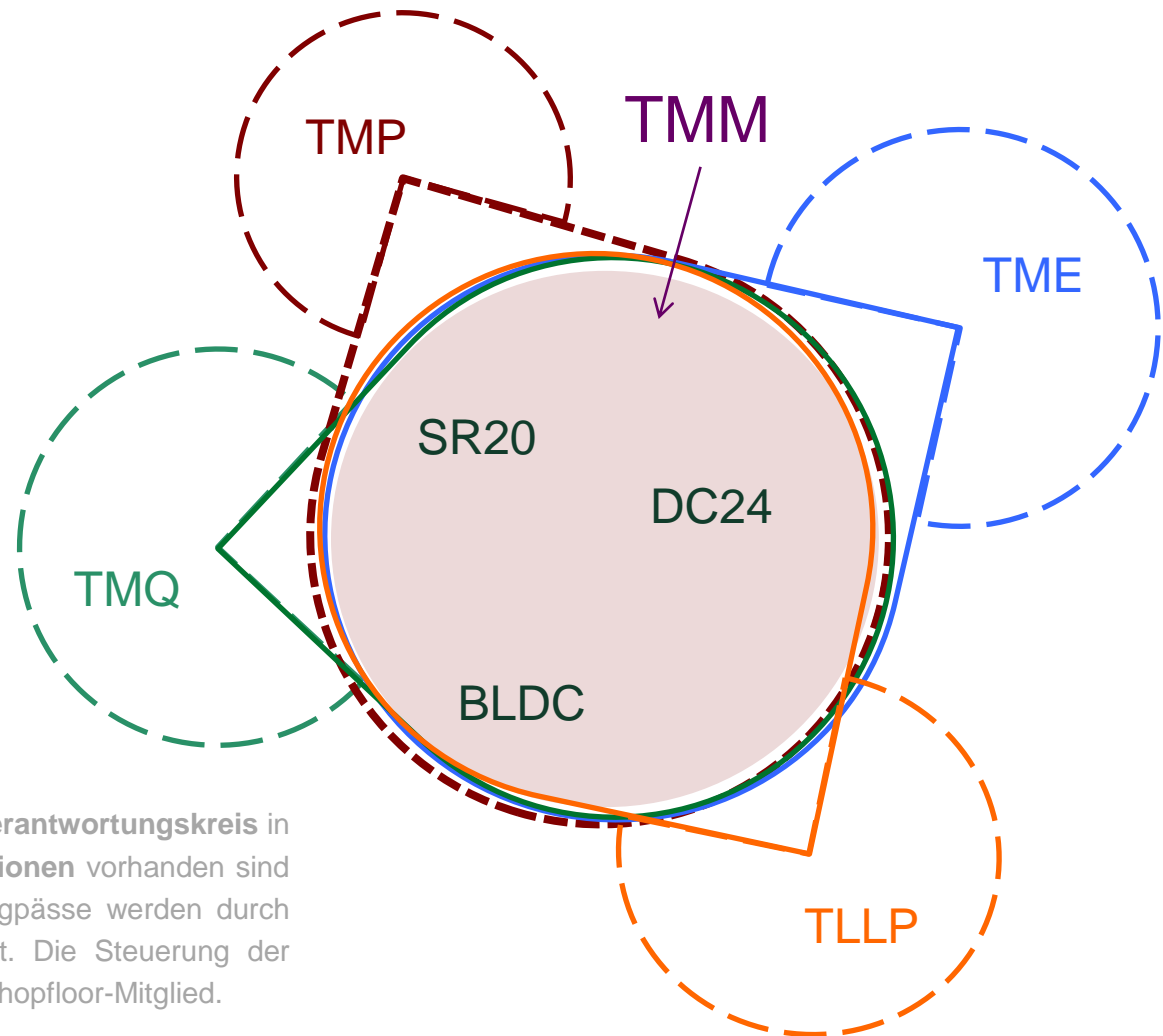 TMM
TMP
TME
SR20
DC24
TMQ
BLDC
erantwortungskreis in
ionen vorhanden sind
gpässe werden durch
t. Die Steuerung der
hopfloor-Mitglied.
TLLP